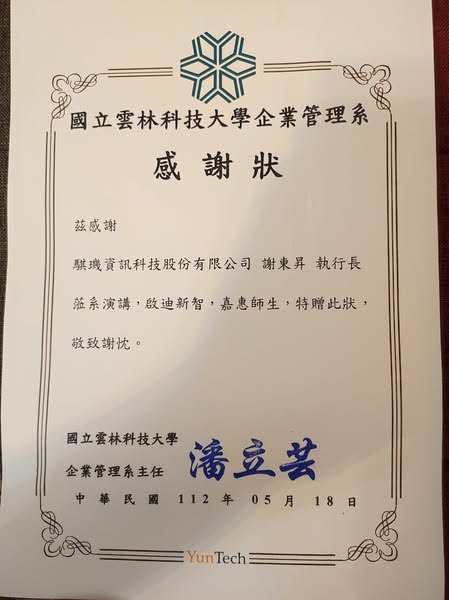 國立雲林科技大學企業管理系
感謝狀
茲感謝
騏璣資訊科技股份有限公司 謝東昇 執行長
蒞系演講，啟迪新智，嘉惠師生，特贈此狀，
敬致謝忱。
國立雲林科技大學
企業管理系主任 潘立芸
中華民國 112 年 05 月 18 日
YunTech